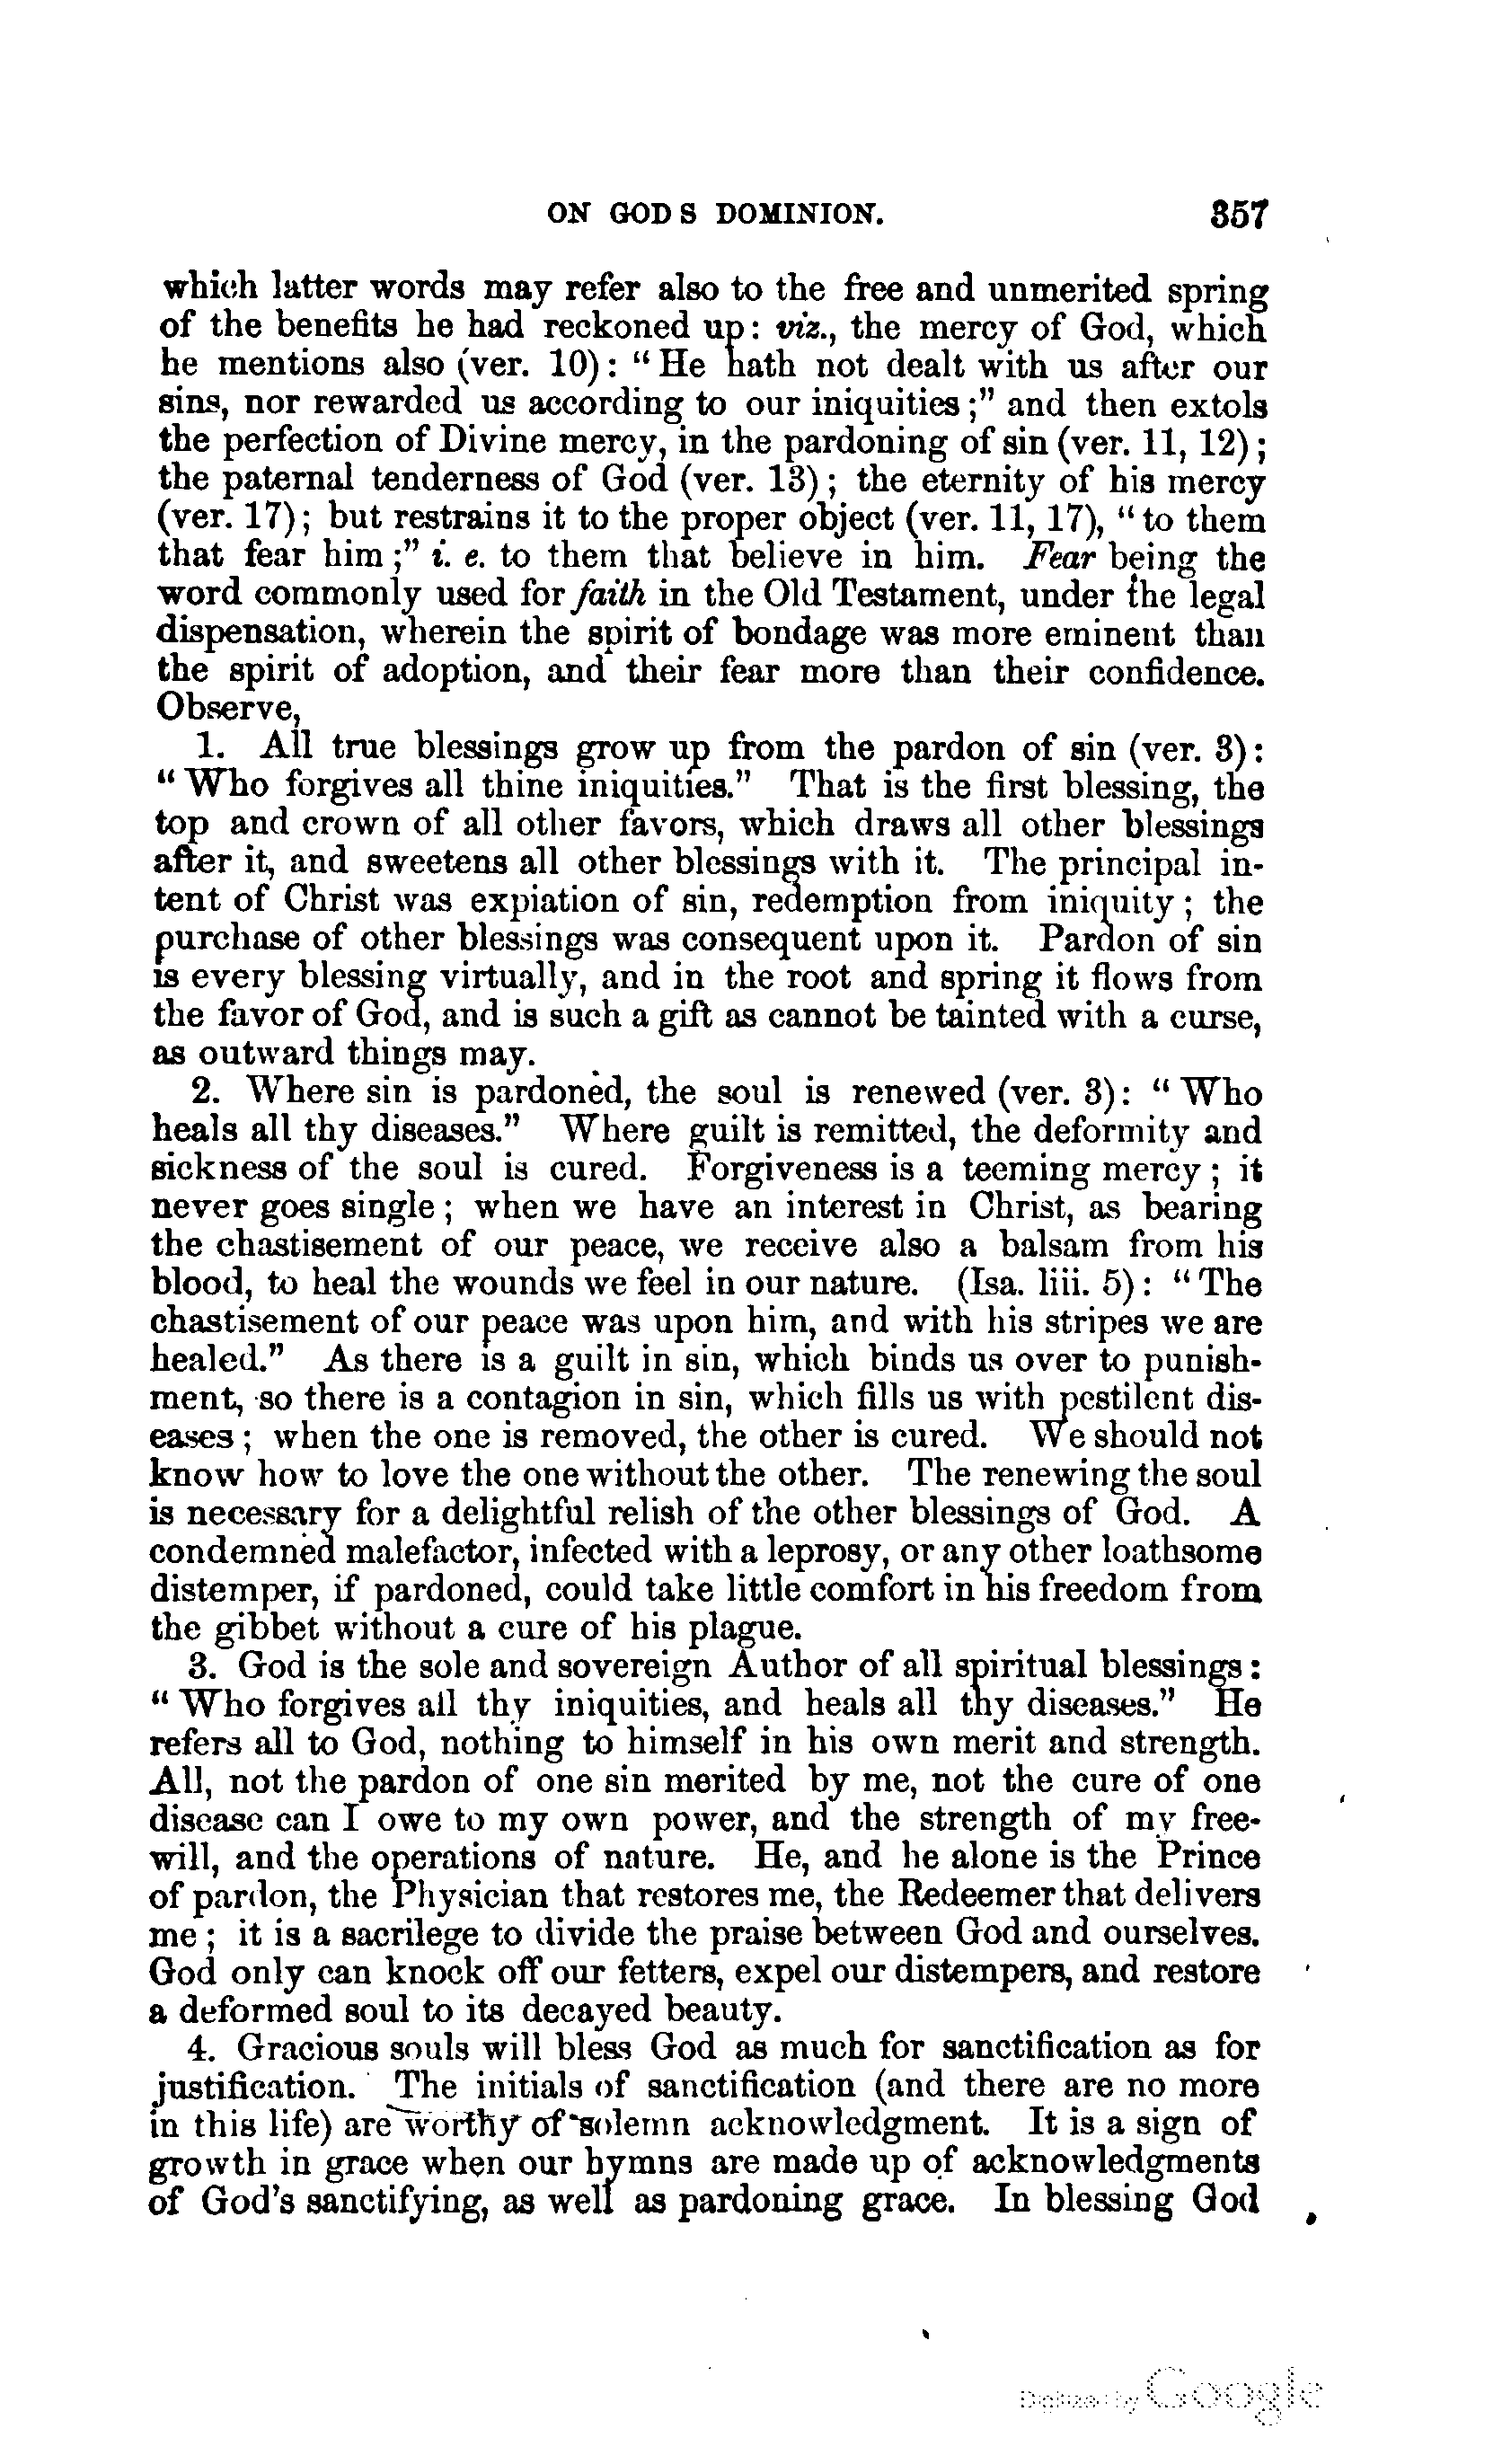 ON GOD S DOMINION. 357
which latter words may refer also to the free and unmerited spring
of the benefits he had reckoned up: viz., the mercy of God, which
he mentions also (ver. 10): "He hath not dealt with us after our
sins, nor rewarded us according to our iniquities;" and then extols
the perfection of Divine mercy, in the pardoning of sin (ver. 11, 12);
the paternal tenderness of God (ver. 13); the eternity of his mercy
(ver. 17); but restrains it to the proper object (ver. 11, 17), "to them
that fear him;" i. e. to them that believe in him. Fear being the
word commonly used for faith in the Old Testament, under the legal
dispensation, wherein the spirit of bondage was more eminent than
the spirit of adoption, and their fear more than their confidence.
Observe,
1. All true blessings grow up from the pardon of sin (ver. 3):
"Who forgives all thine iniquities." That is the first blessing, the
top and crown of all other favors, which draws all other blessings
after it, and sweetens all other blessings with it. The principal in-
tent of Christ was expiation of sin, redemption from iniquity; the
purchase of other blessings was consequent upon it. Pardon of sin
is every blessing virtually, and in the root and spring it flows from
the favor of God, and is such a gift as cannot be tainted with a curse,
as outward things may.
2. Where sin is pardoned, the soul is renewed (ver. 3): "Who
heals all thy diseases." Where guilt is remitted, the deformity and
sickness of the soul is cured. Forgiveness is a teeming mercy; it
never goes single; when we have an interest in Christ, as bearing
the chastisement of our peace, we receive also a balsam from his
blood, to heal the wounds we feel in our nature. (Isa. liii. 5): "The
chastisement of our peace was upon him, and with his stripes we are
healed." As there is a guilt in sin, which binds us over to punish-
ment, so there is a contagion in sin, which fills us with pestilent dis-
eases; when the one is removed, the other is cured. We should not
know how to love the one without the other. The renewing the soul
is necessary for a delightful relish of the other blessings of God. A
condemned malefactor, infected with a leprosy, or any other loathsome
distemper, if pardoned, could take little comfort in his freedom from
the gibbet without a cure of his plague.
3. God is the sole and sovereign Author of all spiritual blessings:
"Who forgives all thy iniquities, and heals all thy diseases." He
refers all to God, nothing to himself in his own merit and strength.
All, not the pardon of one sin merited by me, not the cure of one
disease can I owe to my own power, and the strength of my free-
will, and the operations of nature. He, and he alone is the Prince
of pardon, the Physician that restores me, the Redeemer that delivers
me; it is a sacrilege to divide the praise between God and ourselves.
God only can knock off our fetters, expel our distempers, and restore
a deformed soul to its decayed beauty.
4. Gracious souls will bless God as much for sanctification as for
justification. The initials of sanctification (and there are no more
in this life) are worthy of solemn acknowledgment. It is a sign of
growth in grace when our hymns are made up of acknowledgments
of God's sanctifying, as well as pardoning grace. In blessing God
Digitized by Google